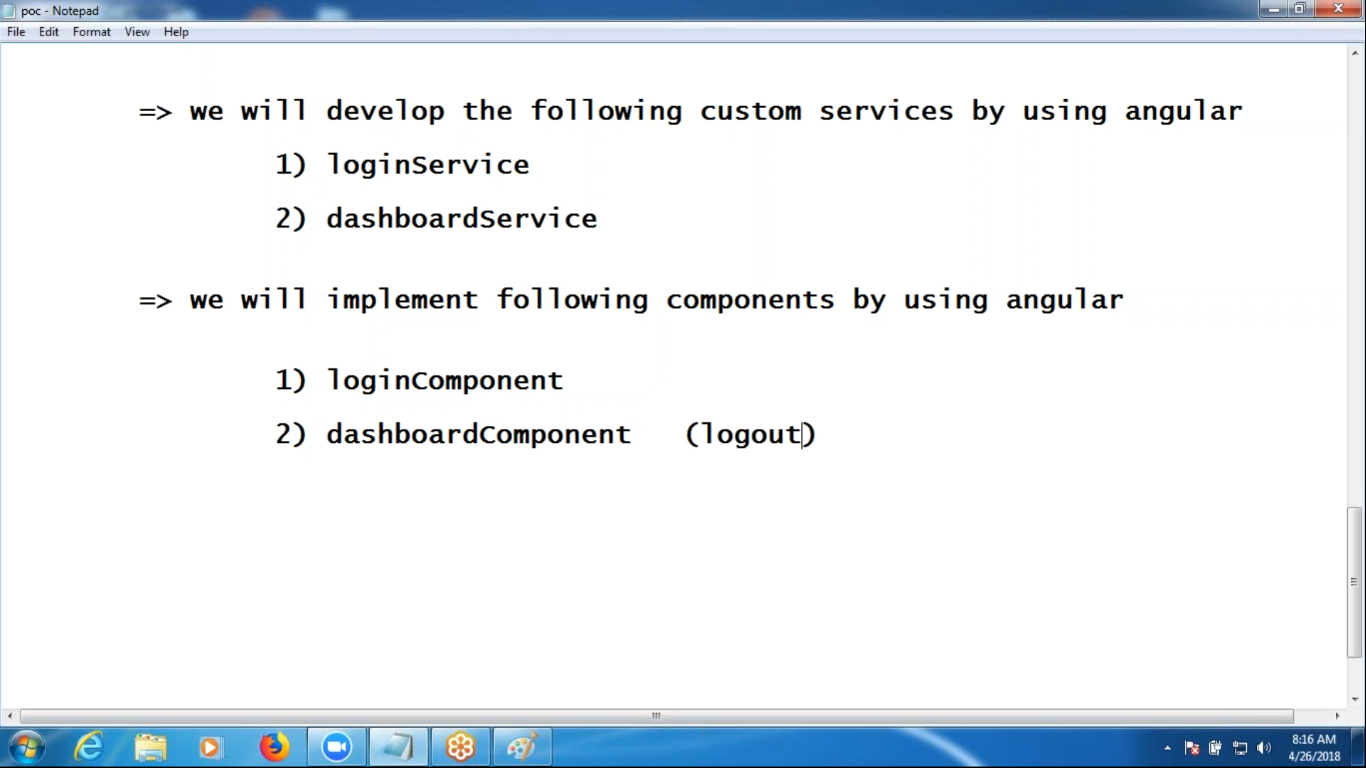 poc - Notepad
File Edit Format View Help
=> we will develop the following custom services by using angular
1) loginService
2) dashboardService
=> we will implement following components by using angular
1) loginComponent
2) dashboardComponent (logout)
8:16 AM
4/26/2018